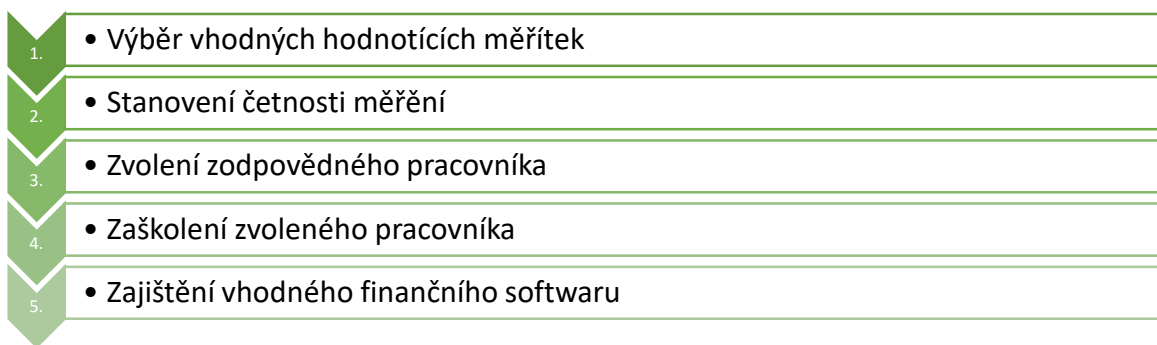 1. • Výběr vhodných hodnotících měřítek
2. • Stanovení četnosti měření
3. • Zvolení zodpovědného pracovníka
4. • Zaškolení zvoleného pracovníka
5. • Zajištění vhodného finančního softwaru